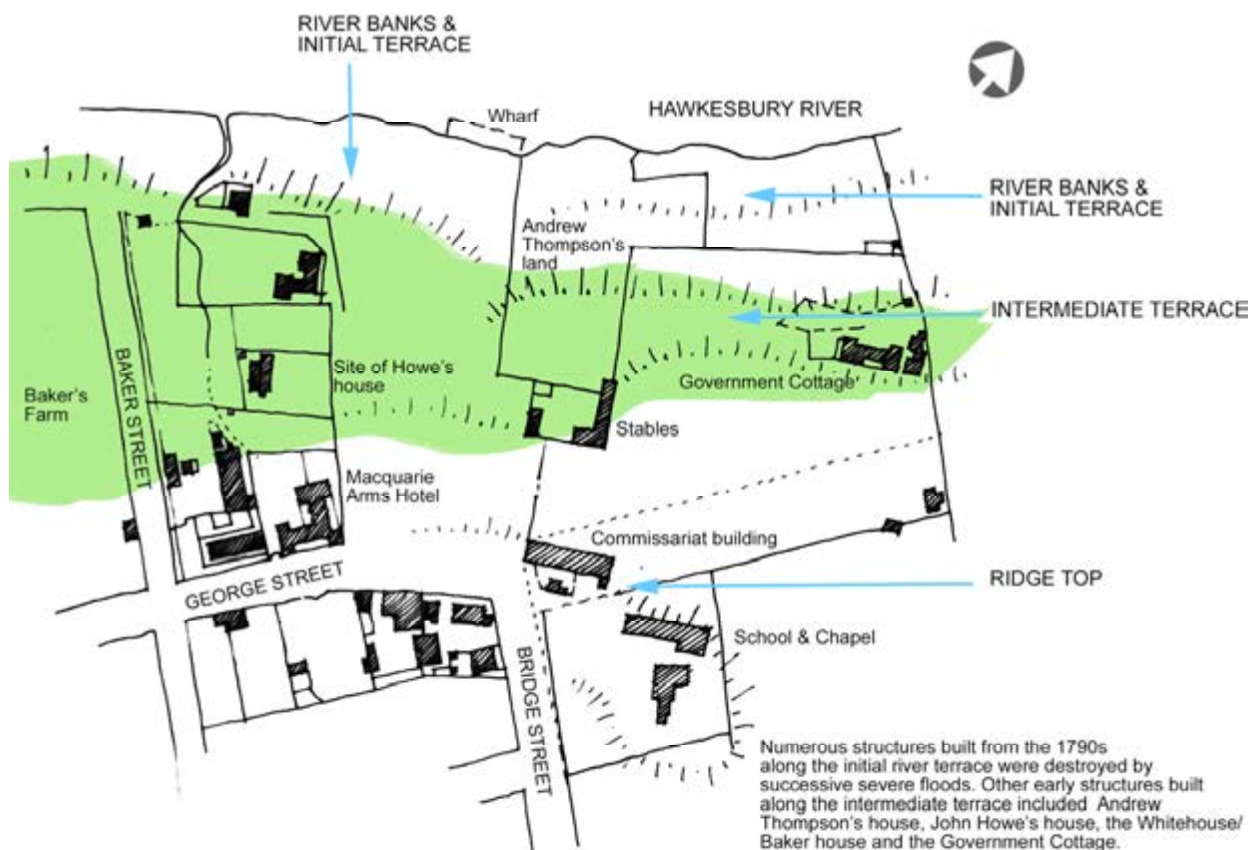 RIVER BANKS &
INITIAL TERRACE
Wharf
HAWKESBURY RIVER
RIVER BANKS &
INITIAL TERRACE
Andrew
Thompson's
land
INTERMEDIATE TERRACE
BAKER STREET
Site of Howe's
house
Government Cottage
Baker's
Farm
Stables
Macquarie
Arms Hotel
Commissariat building
GEORGE STREET
RIDGE TOP
School & Chapel
BRIDGE STREET
Numerous structures built from the 1790s
along the initial river terrace were destroyed by
successive severe floods. Other early structures built
along the intermediate terrace included Andrew
Thompson's house, John Howe's house, the Whitehouse/
Baker house and the Government Cottage.